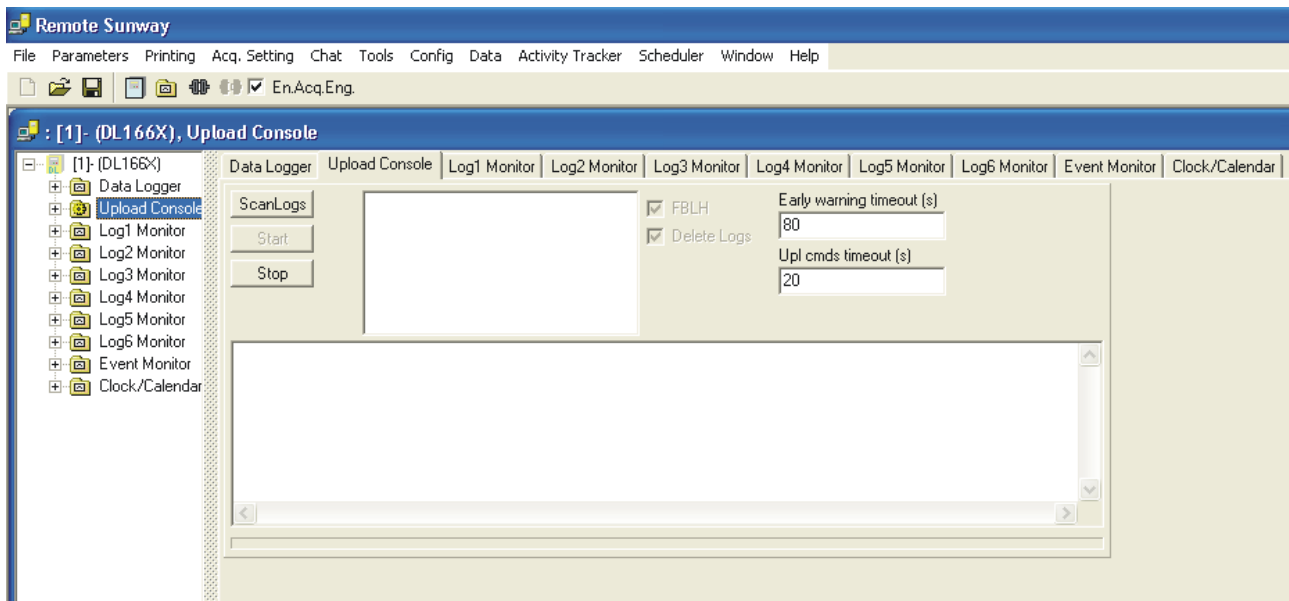 Remote Sunway
File Parameters Printing Acq. Setting Chat Tools Config Data Activity Tracker Scheduler Window Help
En.Acq.Eng.
: [1]- (DL166X), Upload Console
[1]- (DL166X)
Data Logger
Upload Console
Log1 Monitor
Log2 Monitor
Log3 Monitor
Log4 Monitor
Log5 Monitor
Log6 Monitor
Event Monitor
Clock/Calendar
Data Logger Upload Console Log1 Monitor Log2 Monitor Log3 Monitor Log4 Monitor Log5 Monitor Log6 Monitor Event Monitor Clock/Calendar
ScanLogs
Start
Stop
FBLH
Delete Logs
Early warning timeout (s)
80
Upl cmds timeout (s)
20